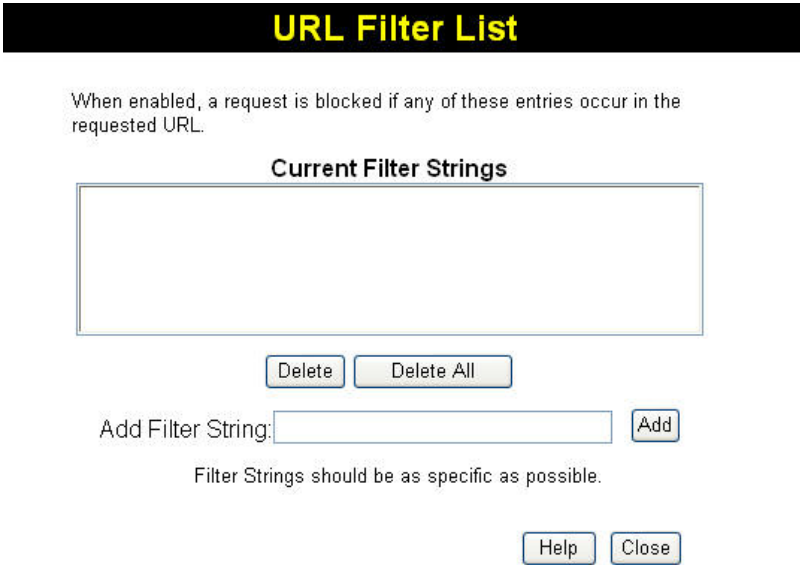 URL Filter List
When enabled, a request is blocked if any of these entries occur in the
requested URL.
Current Filter Strings
Delete
Delete All
Add Filter String:
Add
Filter Strings should be as specific as possible.
Help
Close